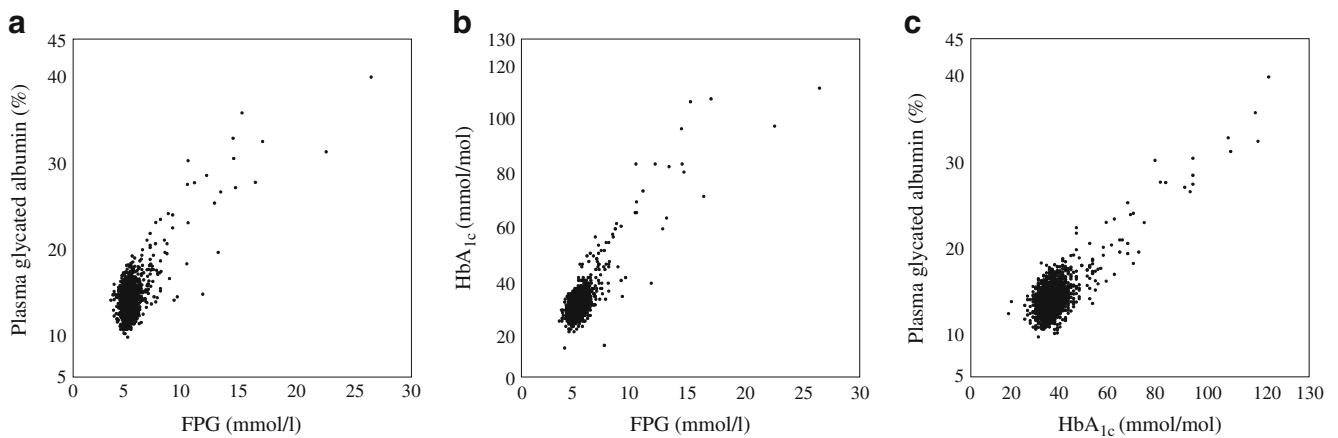 a
Plasma glycated albumin (%)
45
40
30
20
10
5
0 5 10 15 20 25 30
FPG (mmol/l)
b
HbA1c (mmol/mol)
130
120
100
80
60
40
20
0
0 5 10 15 20 25 30
FPG (mmol/l)
c
Plasma glycated albumin (%)
45
40
30
20
10
5
0 20 40 60 80 100 120 130
HbA1c (mmol/mol)